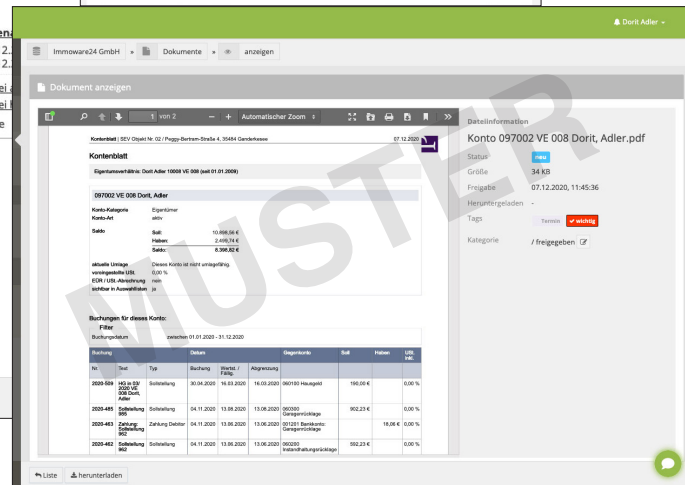 Dorit Adler
Immoware24 GmbH » Dokumente » anzeigen
Dokument anzeigen
1 von 2 Automatischer Zoom
Kontenblatt | SEV Objekt Nr. 02 / Peggy-Bertram-Straße 4, 35484 Ganderkesee 07.12.2020
Kontenblatt
Eigentumsverhältnis: Dorit Adler 10008 VE 008 (seit 01.01.2009)
097002 VE 008 Dorit, Adler
Konto-Kategorie Eigentümer
Konto-Art aktiv
Saldo Soll: 10.898,56 €
Haben: 2.499,74 €
Saldo: 8.398,82 €
aktuelle Umlage Dieses Konto ist nicht umlagefähig.
voreingestellte USt. 0,00 %
EÜR / USt.-Abrechnung nein
sichtbar in Auswahllisten ja
Buchungen für dieses Konto:
Filter
Buchungsdatum zwischen 01.01.2020 - 31.12.2020
Buchung Datum Gegenkonto Soll Haben USt. inkl.
Nr. Text Typ Buchung Wertst. / Fällig. Abgrenzung
2020-509 HG in 03/ 2020 VE 008 Dorit, Adler Sollstellung 30.04.2020 16.03.2020 16.03.2020 060100 Hausgeld 190,00 € 0,00 %
2020-485 Sollstellung 985 Sollstellung 04.11.2020 13.08.2020 13.08.2020 060300 Garagenrücklage 902,23 € 0,00 %
2020-463 Zahlung: Sollstellung 962 Zahlung Debitor 04.11.2020 13.06.2020 13.06.2020 001201 Bankkonto: Garagenrücklage 18,06 € 0,00 %
2020-462 Sollstellung 962 Sollstellung 04.11.2020 13.06.2020 13.06.2020 060200 Instandhaltungsrücklage 592,23 € 0,00 %
MUSTER
Dateiinformation
Konto 097002 VE 008 Dorit, Adler.pdf
Status neu
Größe 34 KB
Freigabe 07.12.2020, 11:45:36
Heruntergeladen -
Tags Termin wichtig
Kategorie / freigegeben
Liste herunterladen